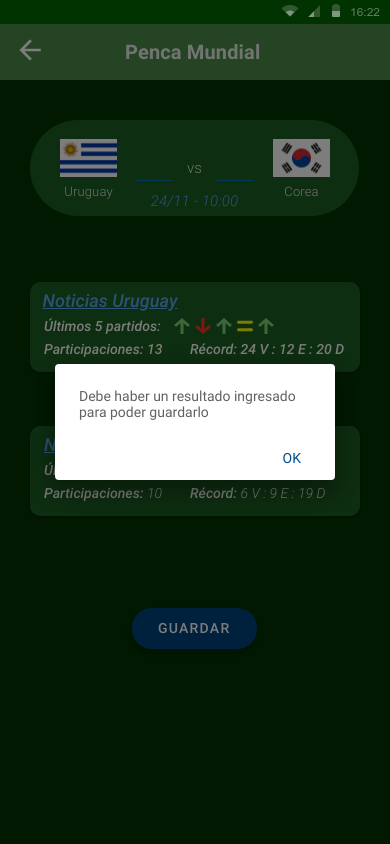 16:22
Penca Mundial
vs
Uruguay
Corea
24/11 - 10:00
Noticias Uruguay
Últimos 5 partidos:
Participaciones: 13 Récord: 24 V : 12 E : 20 D
Debe haber un resultado ingresado
para poder guardarlo
OK
Participaciones: 10 Récord: 6 V : 9 E : 19 D
GUARDAR